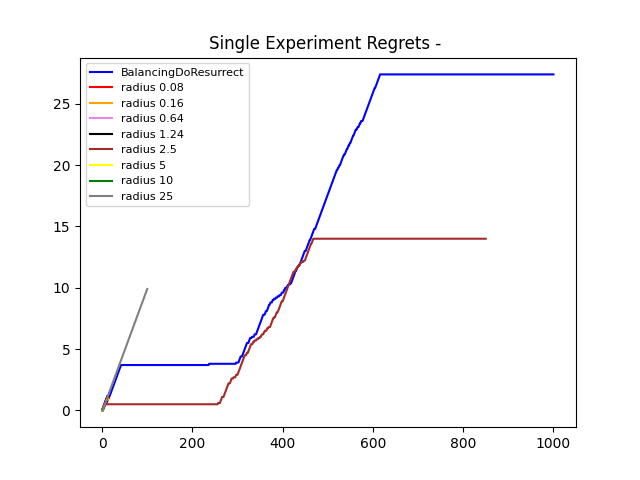 Single Experiment Regrets -
BalancingDoResurrect
radius 0.08
radius 0.16
radius 0.64
radius 1.24
radius 2.5
radius 5
radius 10
radius 25
25
20
15
10
5
0
0 200 400 600 800 1000